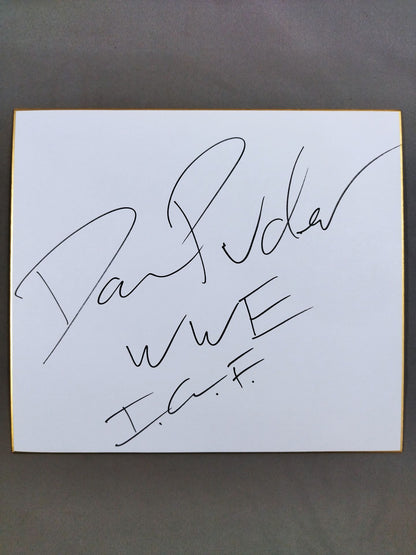 Dan Puder
WWE
I.G.F.